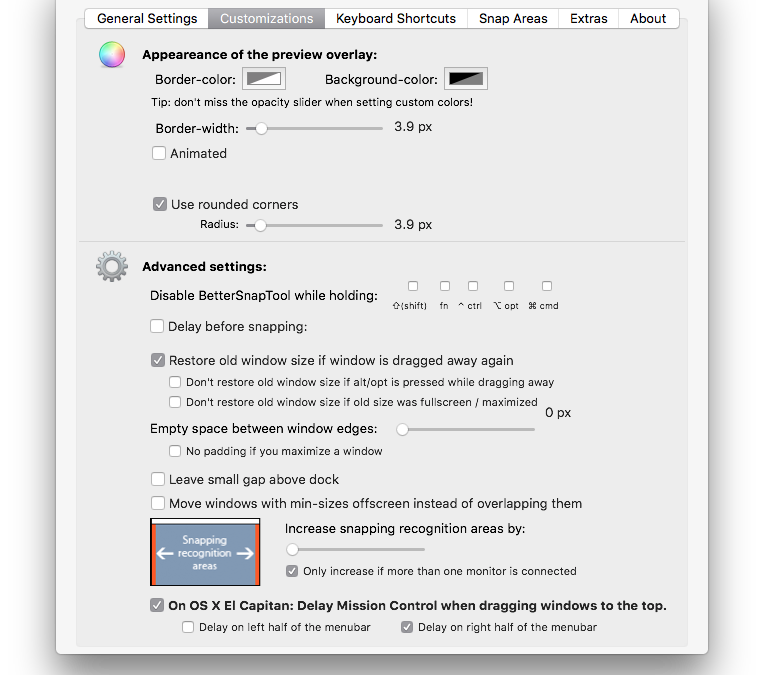 General Settings Customizations Keyboard Shortcuts Snap Areas Extras About
Appeareance of the preview overlay:
Border-color: Background-color:
Tip: don't miss the opacity slider when setting custom colors!
Border-width: 3.9 px
Animated
Use rounded corners
Radius: 3.9 px
Advanced settings:
Disable BetterSnapTool while holding:
⇧(shift) fn ^ ctrl ⌥ opt ⌘ cmd
Delay before snapping:
Restore old window size if window is dragged away again
Don't restore old window size if alt/opt is pressed while dragging away
Don't restore old window size if old size was fullscreen / maximized
0 px
Empty space between window edges:
No padding if you maximize a window
Leave small gap above dock
Move windows with min-sizes offscreen instead of overlapping them
Snapping
recognition
areas
Increase snapping recognition areas by:
Only increase if more than one monitor is connected
On OS X El Capitan: Delay Mission Control when dragging windows to the top.
Delay on left half of the menubar Delay on right half of the menubar